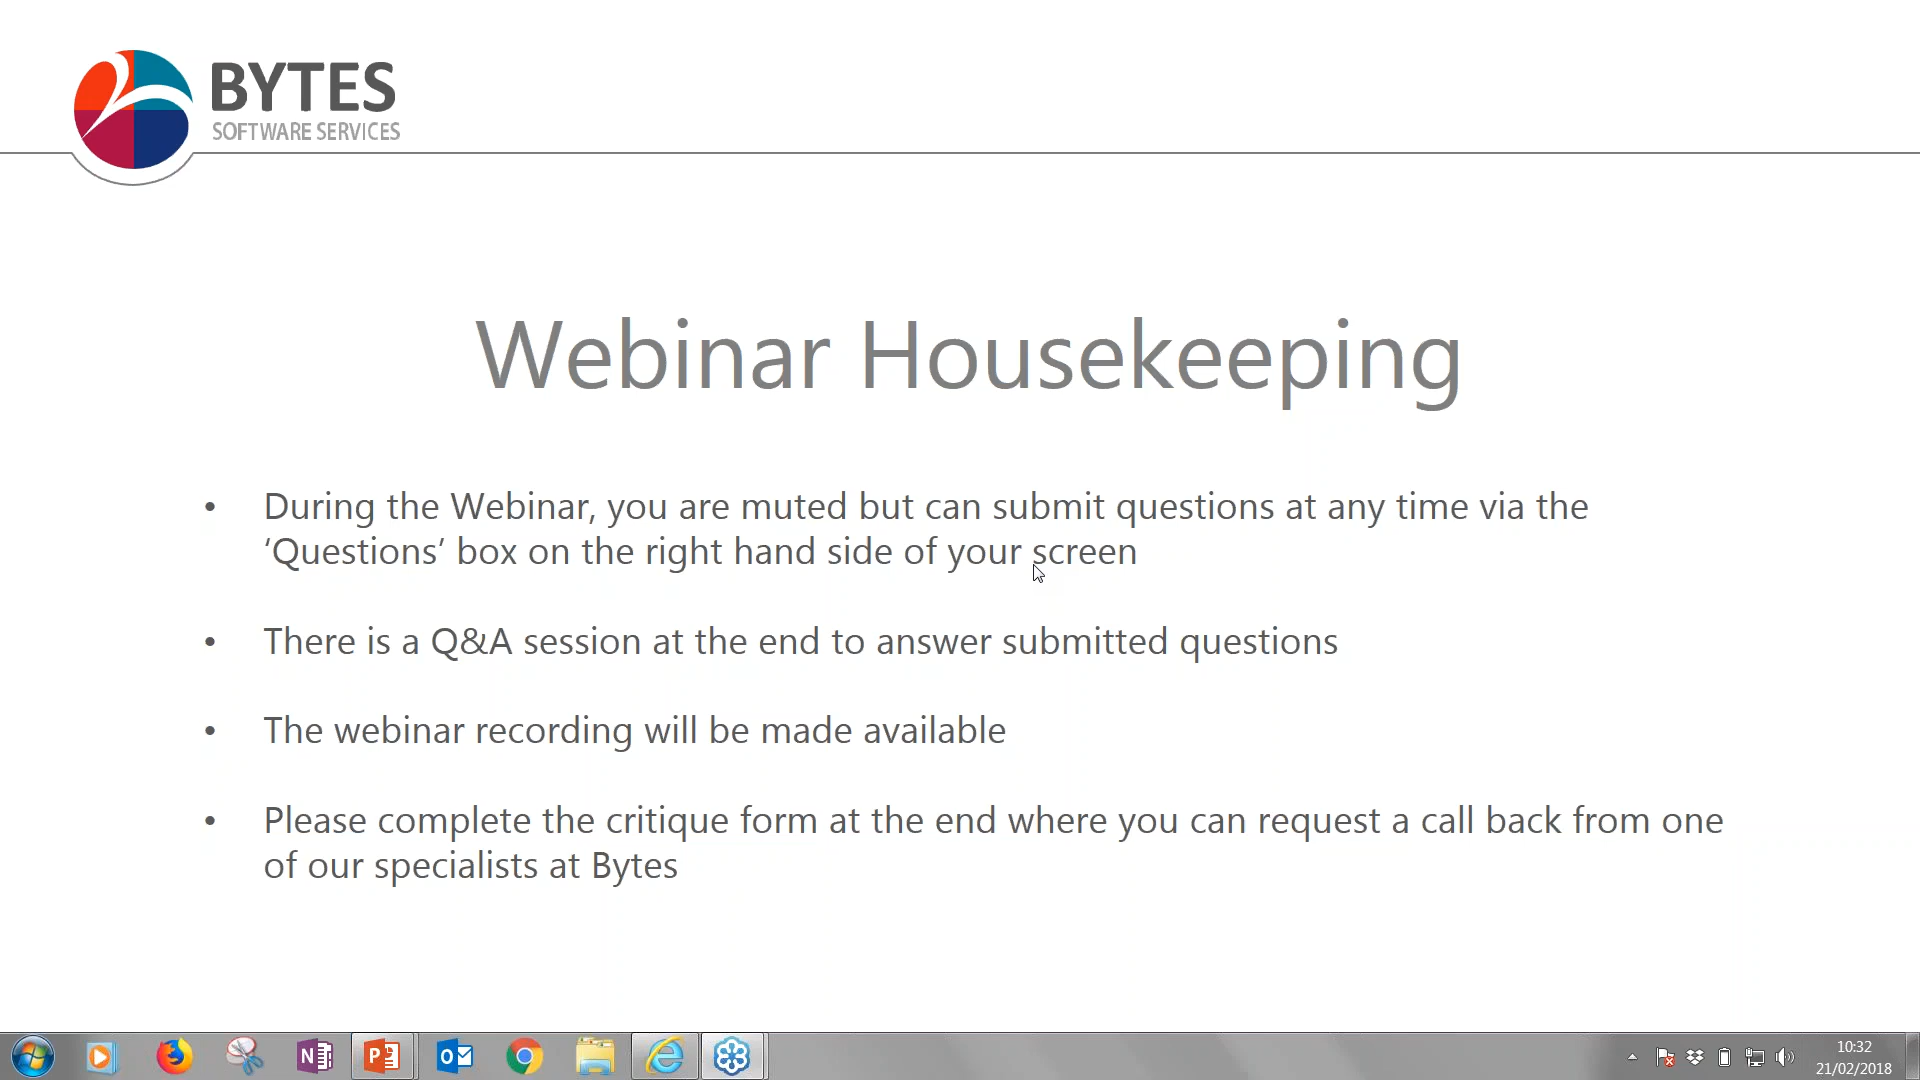 BYTES
SOFTWARE SERVICES
Webinar Housekeeping
• During the Webinar, you are muted but can submit questions at any time via the
‘Questions’ box on the right hand side of your screen
• There is a Q&A session at the end to answer submitted questions
• The webinar recording will be made available
• Please complete the critique form at the end where you can request a call back from one
of our specialists at Bytes
10:32
21/02/2018